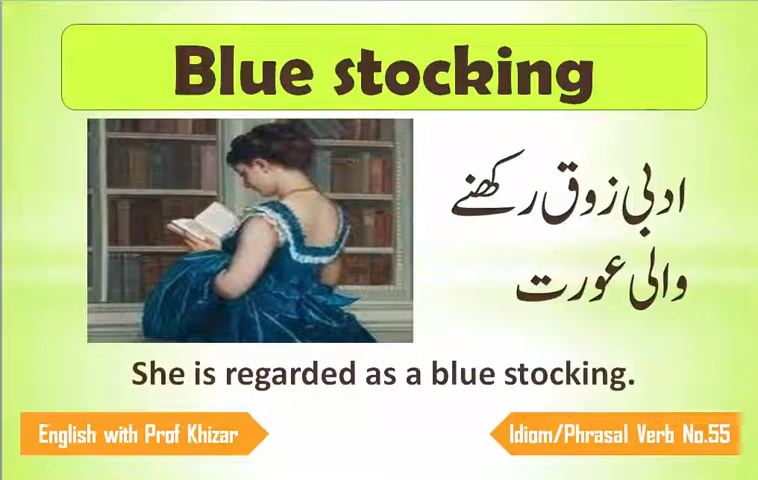 Blue stocking
ادبی زوق رکھنے
والی عورت
She is regarded as a blue stocking.
English with Prof Khizar
Idiom/Phrasal Verb No.55